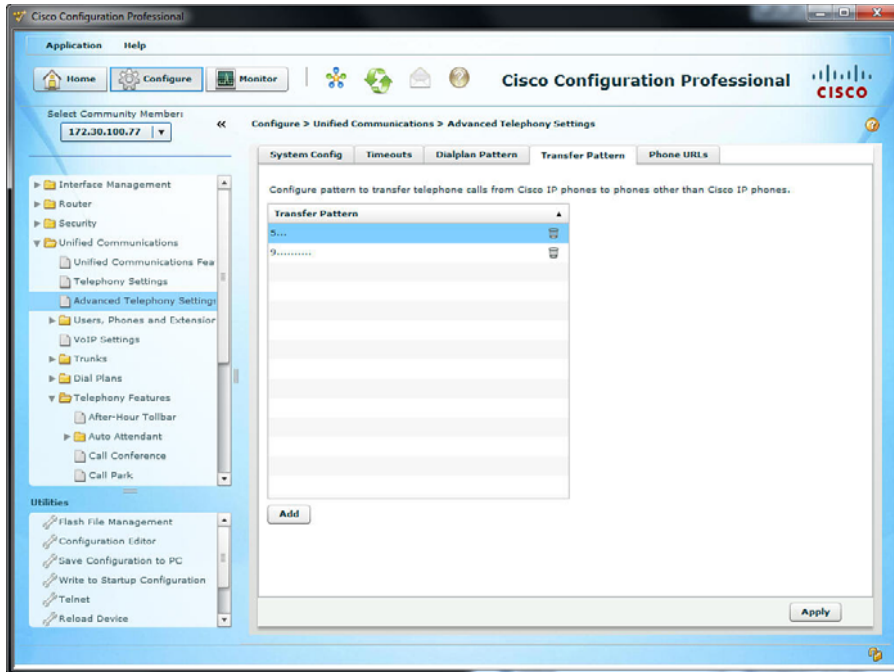 Cisco Configuration Professional
Application Help
Home Configure Monitor Cisco Configuration Professional CISCO
Select Community Member:
172.30.100.77
Configure > Unified Communications > Advanced Telephony Settings
System Config Timeouts Dialplan Pattern Transfer Pattern Phone URLs
Configure pattern to transfer telephone calls from Cisco IP phones to phones other than Cisco IP phones.
Transfer Pattern
5...
9..........
Add
Apply
Interface Management
Router
Security
Unified Communications
Unified Communications Fea
Telephony Settings
Advanced Telephony Settings
Users, Phones and Extension
VoIP Settings
Trunks
Dial Plans
Telephony Features
After-Hour Tollbar
Auto Attendant
Call Conference
Call Park
Utilities
Flash File Management
Configuration Editor
Save Configuration to PC
Write to Startup Configuration
Telnet
Reload Device